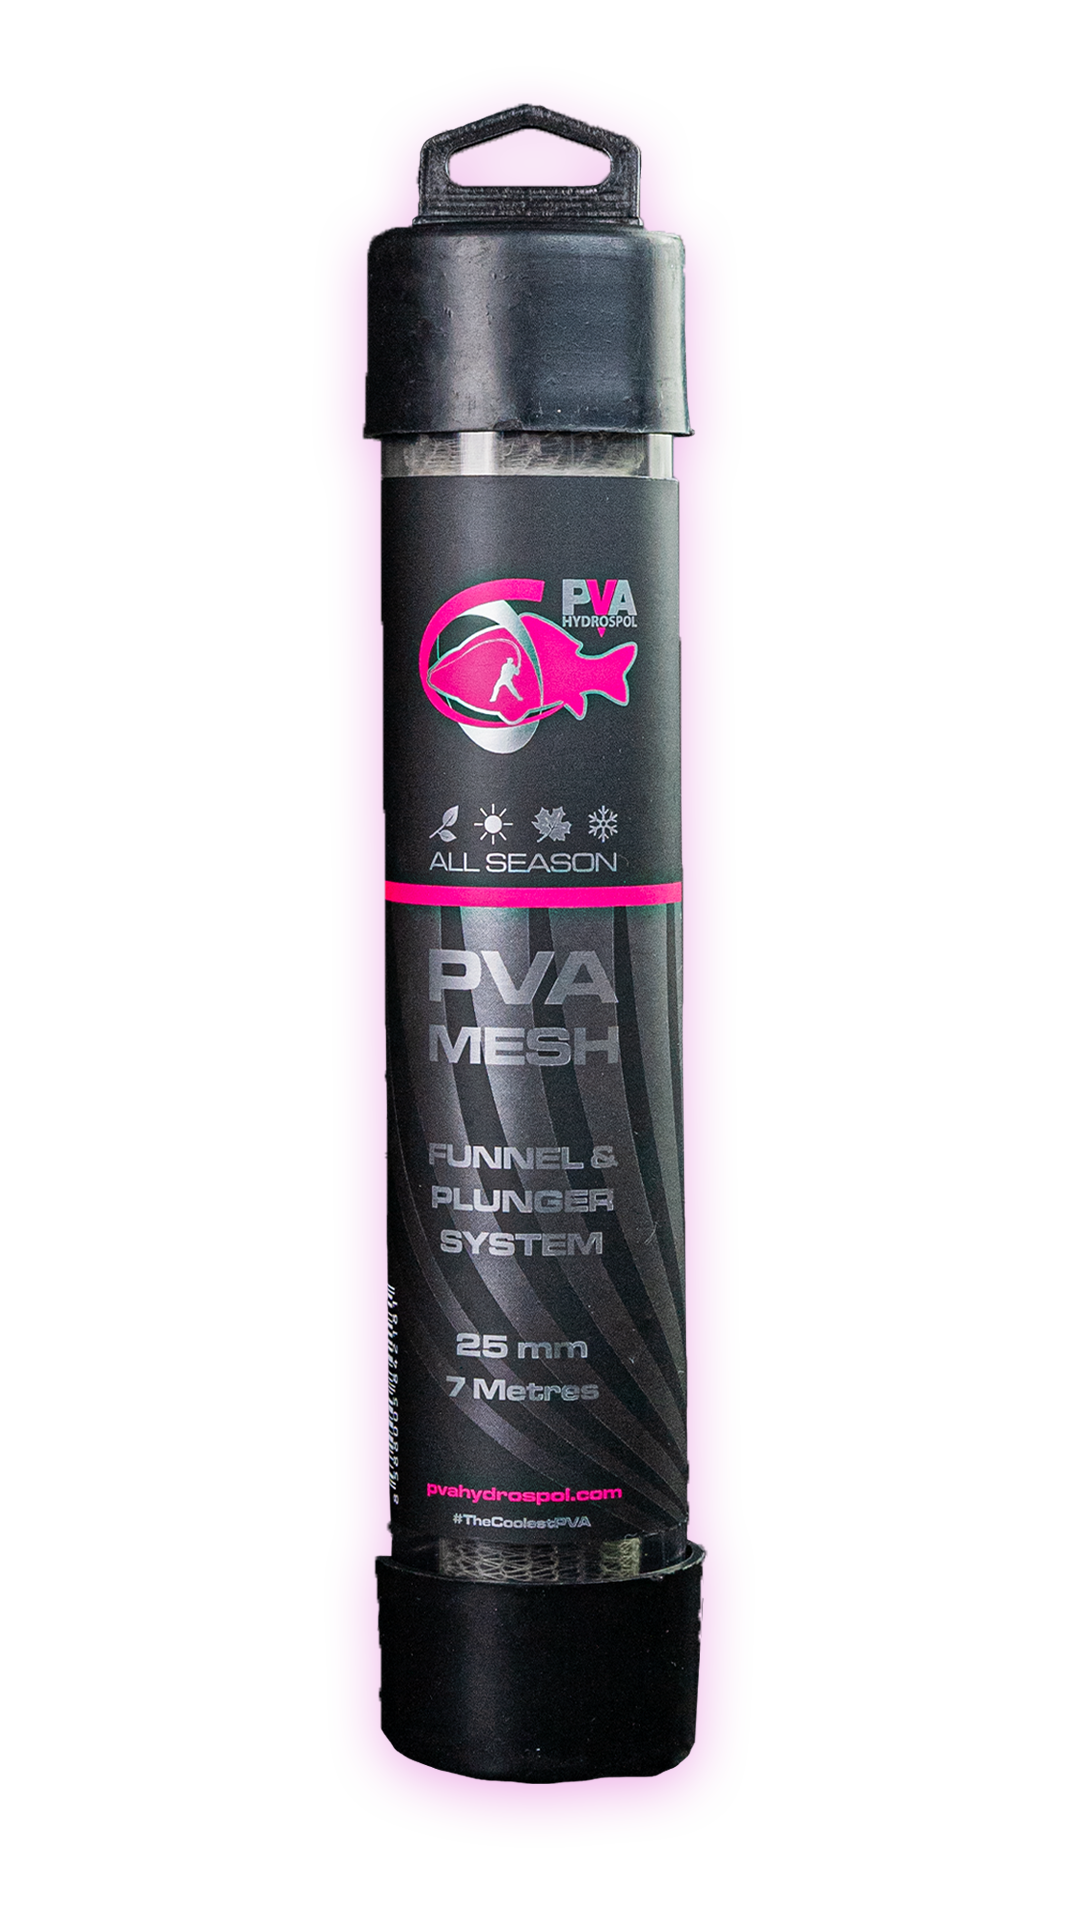 PVA
HYDROSPOL
ALL SEASON
PVA
MESH
FUNNEL &
PLUNGER
SYSTEM
25 mm
7 Metres
pvahydrospol.com
#TheCoolestPVA